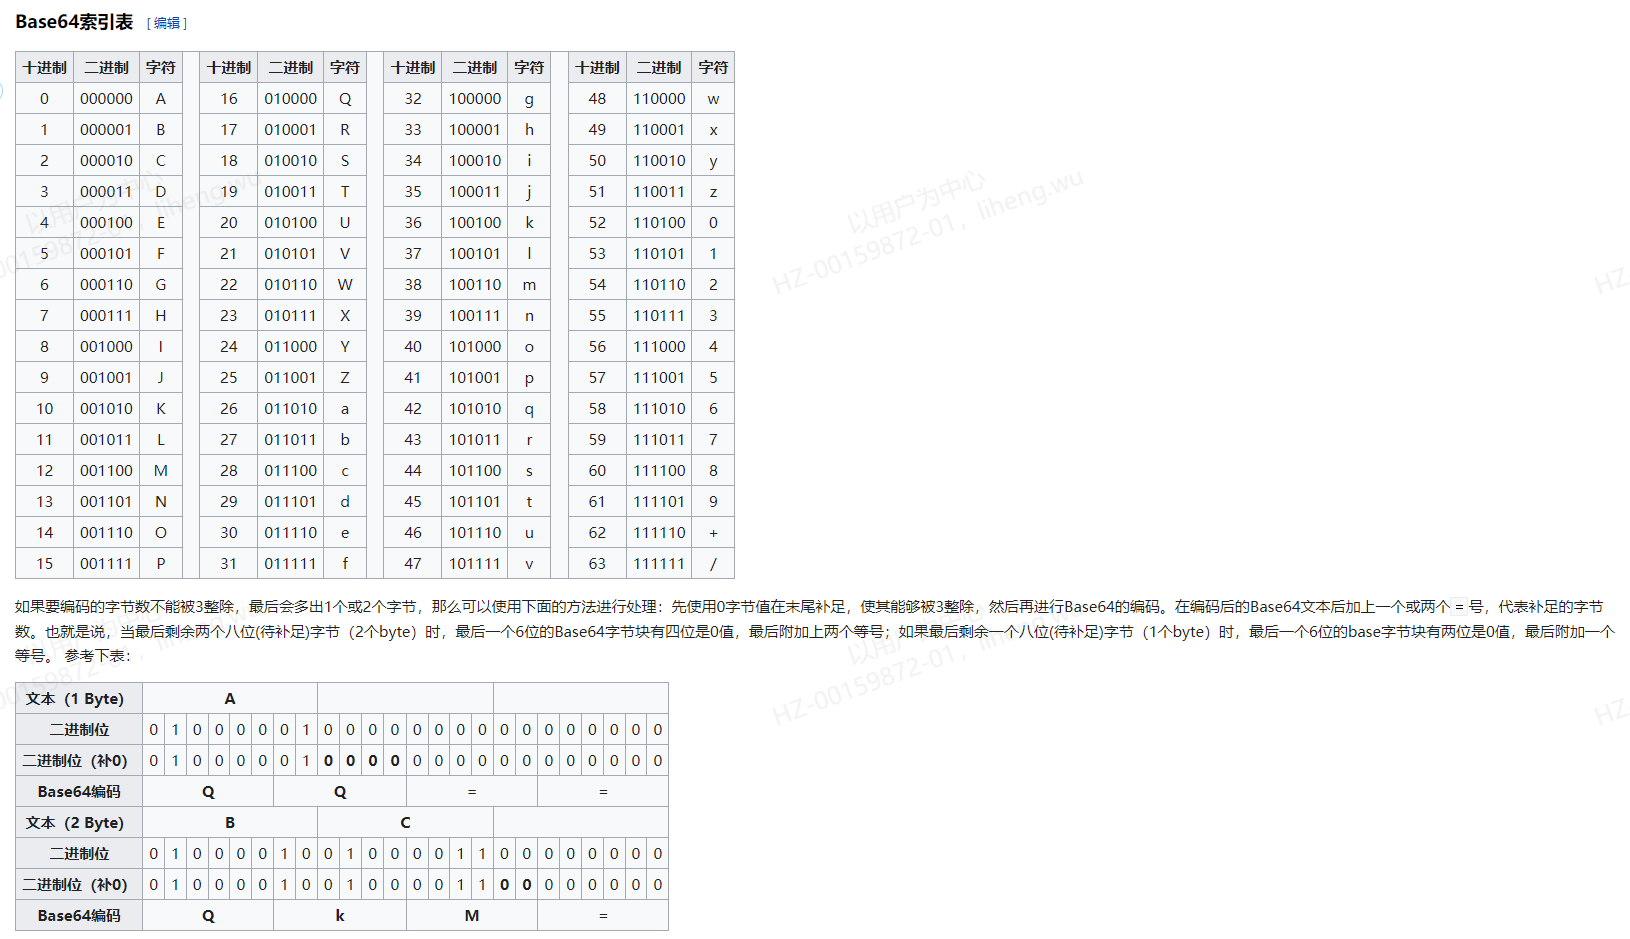 Base64索引表 [编辑]
十进制 二进制 字符 十进制 二进制 字符 十进制 二进制 字符 十进制 二进制 字符
0 000000 A 16 010000 Q 32 100000 g 48 110000 w
1 000001 B 17 010001 R 33 100001 h 49 110001 x
2 000010 C 18 010010 S 34 100010 i 50 110010 y
3 000011 D 19 010011 T 35 100011 j 51 110011 z
4 000100 E 20 010100 U 36 100100 k 52 110100 0
5 000101 F 21 010101 V 37 100101 l 53 110101 1
6 000110 G 22 010110 W 38 100110 m 54 110110 2
7 000111 H 23 010111 X 39 100111 n 55 110111 3
8 001000 I 24 011000 Y 40 101000 o 56 111000 4
9 001001 J 25 011001 Z 41 101001 p 57 111001 5
10 001010 K 26 011010 a 42 101010 q 58 111010 6
11 001011 L 27 011011 b 43 101011 r 59 111011 7
12 001100 M 28 011100 c 44 101100 s 60 111100 8
13 001101 N 29 011101 d 45 101101 t 61 111101 9
14 001110 O 30 011110 e 46 101110 u 62 111110 +
15 001111 P 31 011111 f 47 101111 v 63 111111 /
如果要编码的字节数不能被3整除，最后会多出1个或2个字节，那么可以使用下面的方法进行处理：先使用0字节值在末尾补足，使其能够被3整除，然后再进行Base64的编码。在编码后的Base64文本后加上一个或两个 = 号，代表补足的字节
数。也就是说，当最后剩余两个八位(待补足)字节（2个byte）时，最后一个6位的Base64字节块有四位是0值，最后附加上两个等号；如果最后剩余一个八位(待补足)字节（1个byte）时，最后一个6位的base字节块有两位是0值，最后附加一个
等号。 参考下表：
文本（1 Byte） A
二进制位 0 1 0 0 0 0 0 1 0 0 0 0 0 0 0 0 0 0 0 0 0 0 0 0
二进制位（补0） 0 1 0 0 0 0 0 1 0 0 0 0 0 0 0 0 0 0 0 0 0 0 0 0
Base64编码 Q Q = =
文本（2 Byte） B C
二进制位 0 1 0 0 0 0 1 0 0 1 0 0 0 0 1 1 0 0 0 0 0 0 0 0
二进制位（补0） 0 1 0 0 0 0 1 0 0 1 0 0 0 0 1 1 0 0 0 0 0 0 0 0
Base64编码 Q k M =
以用户为中心
HZ-00159872-01，liheng.wu
以用户为中心
HZ-00159872-01，liheng.wu